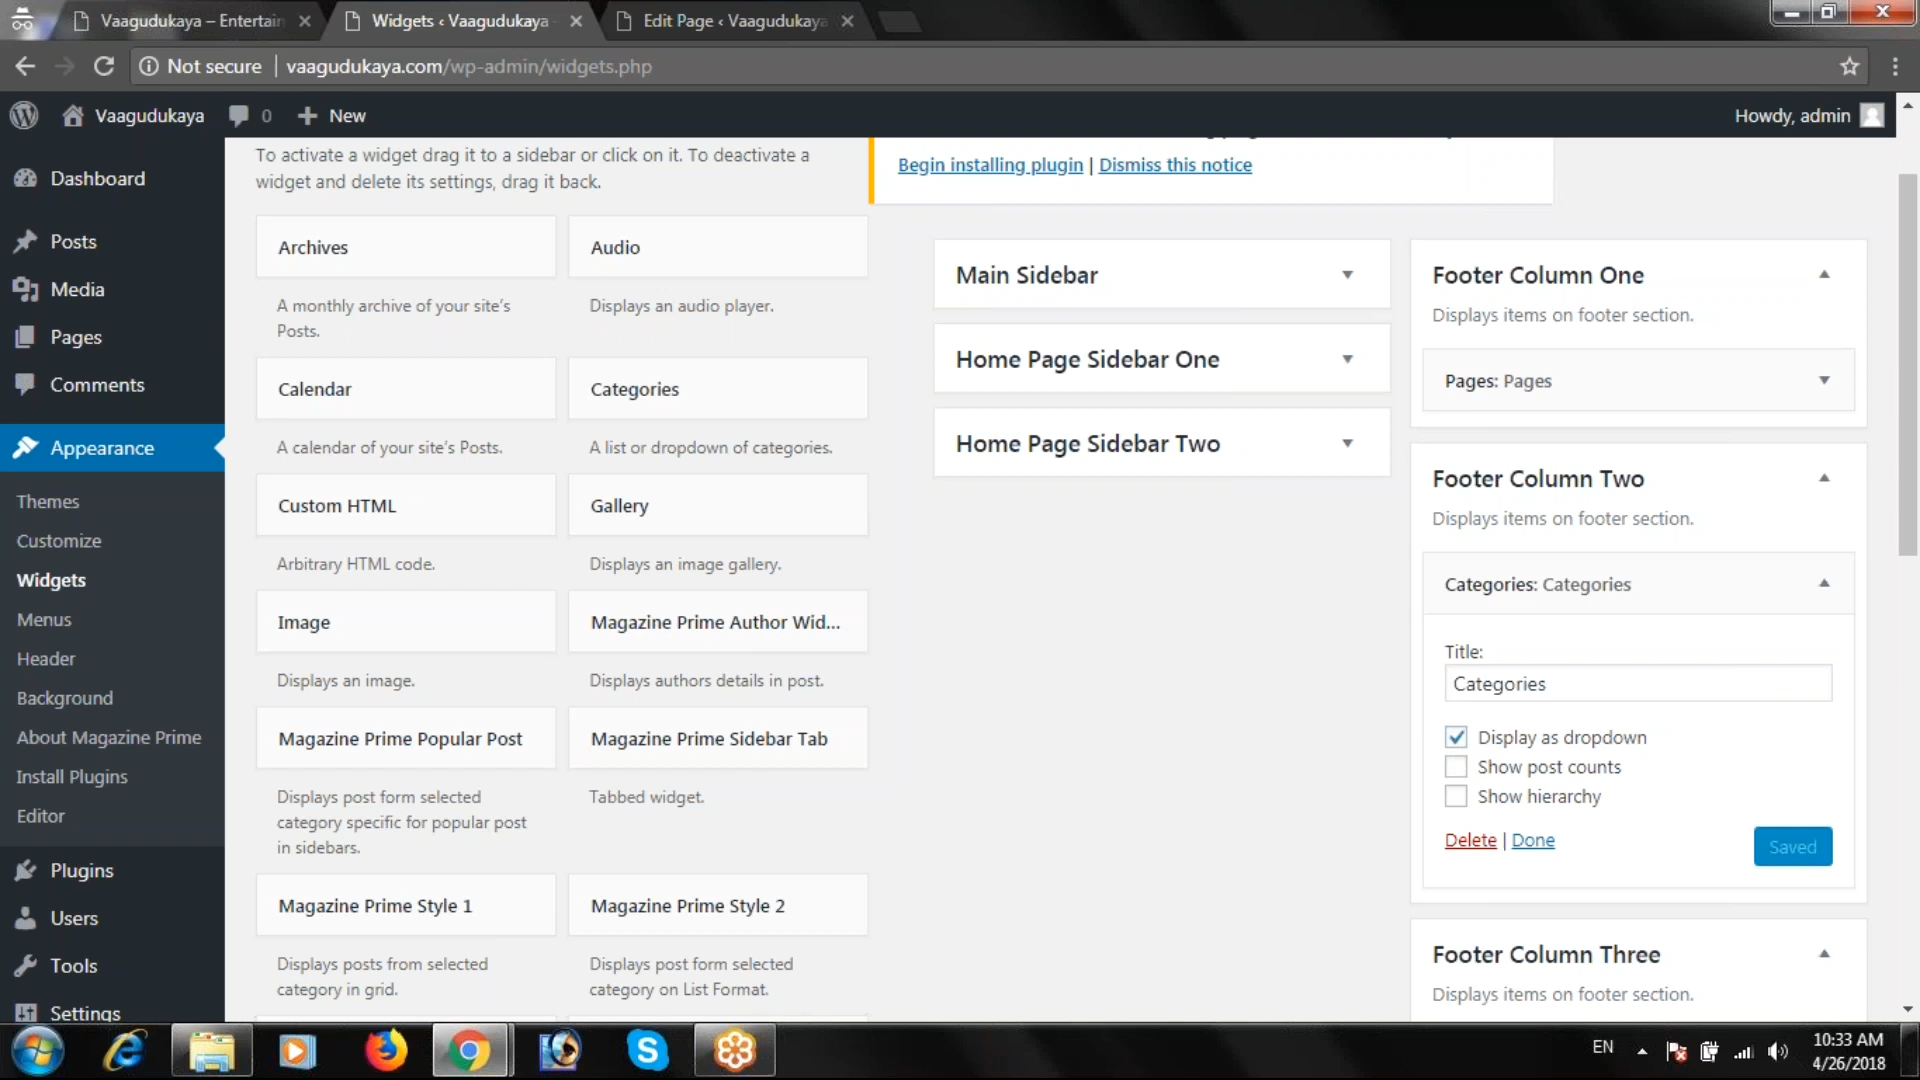 Vaagudukaya – Entertain
Widgets ‹ Vaagudukaya
Edit Page ‹ Vaagudukaya
Not secure | vaagudukaya.com/wp-admin/widgets.php
Vaagudukaya
0
New
Howdy, admin
Dashboard
Posts
Media
Pages
Comments
Appearance
Themes
Customize
Widgets
Menus
Header
Background
About Magazine Prime
Install Plugins
Editor
Plugins
Users
Tools
Settings
To activate a widget drag it to a sidebar or click on it. To deactivate a
widget and delete its settings, drag it back.
Archives
A monthly archive of your site's
Posts.
Audio
Displays an audio player.
Calendar
A calendar of your site's Posts.
Categories
A list or dropdown of categories.
Custom HTML
Arbitrary HTML code.
Gallery
Displays an image gallery.
Image
Displays an image.
Magazine Prime Author Wid...
Displays authors details in post.
Magazine Prime Popular Post
Displays post form selected
category specific for popular post
in sidebars.
Magazine Prime Sidebar Tab
Tabbed widget.
Magazine Prime Style 1
Displays posts from selected
category in grid.
Magazine Prime Style 2
Displays post form selected
category on List Format.
Begin installing plugin | Dismiss this notice
Main Sidebar
Home Page Sidebar One
Home Page Sidebar Two
Footer Column One
Displays items on footer section.
Pages: Pages
Footer Column Two
Displays items on footer section.
Categories: Categories
Title:
Categories
Display as dropdown
Show post counts
Show hierarchy
Delete | Done
Saved
Footer Column Three
Displays items on footer section.
EN
10:33 AM
4/26/2018